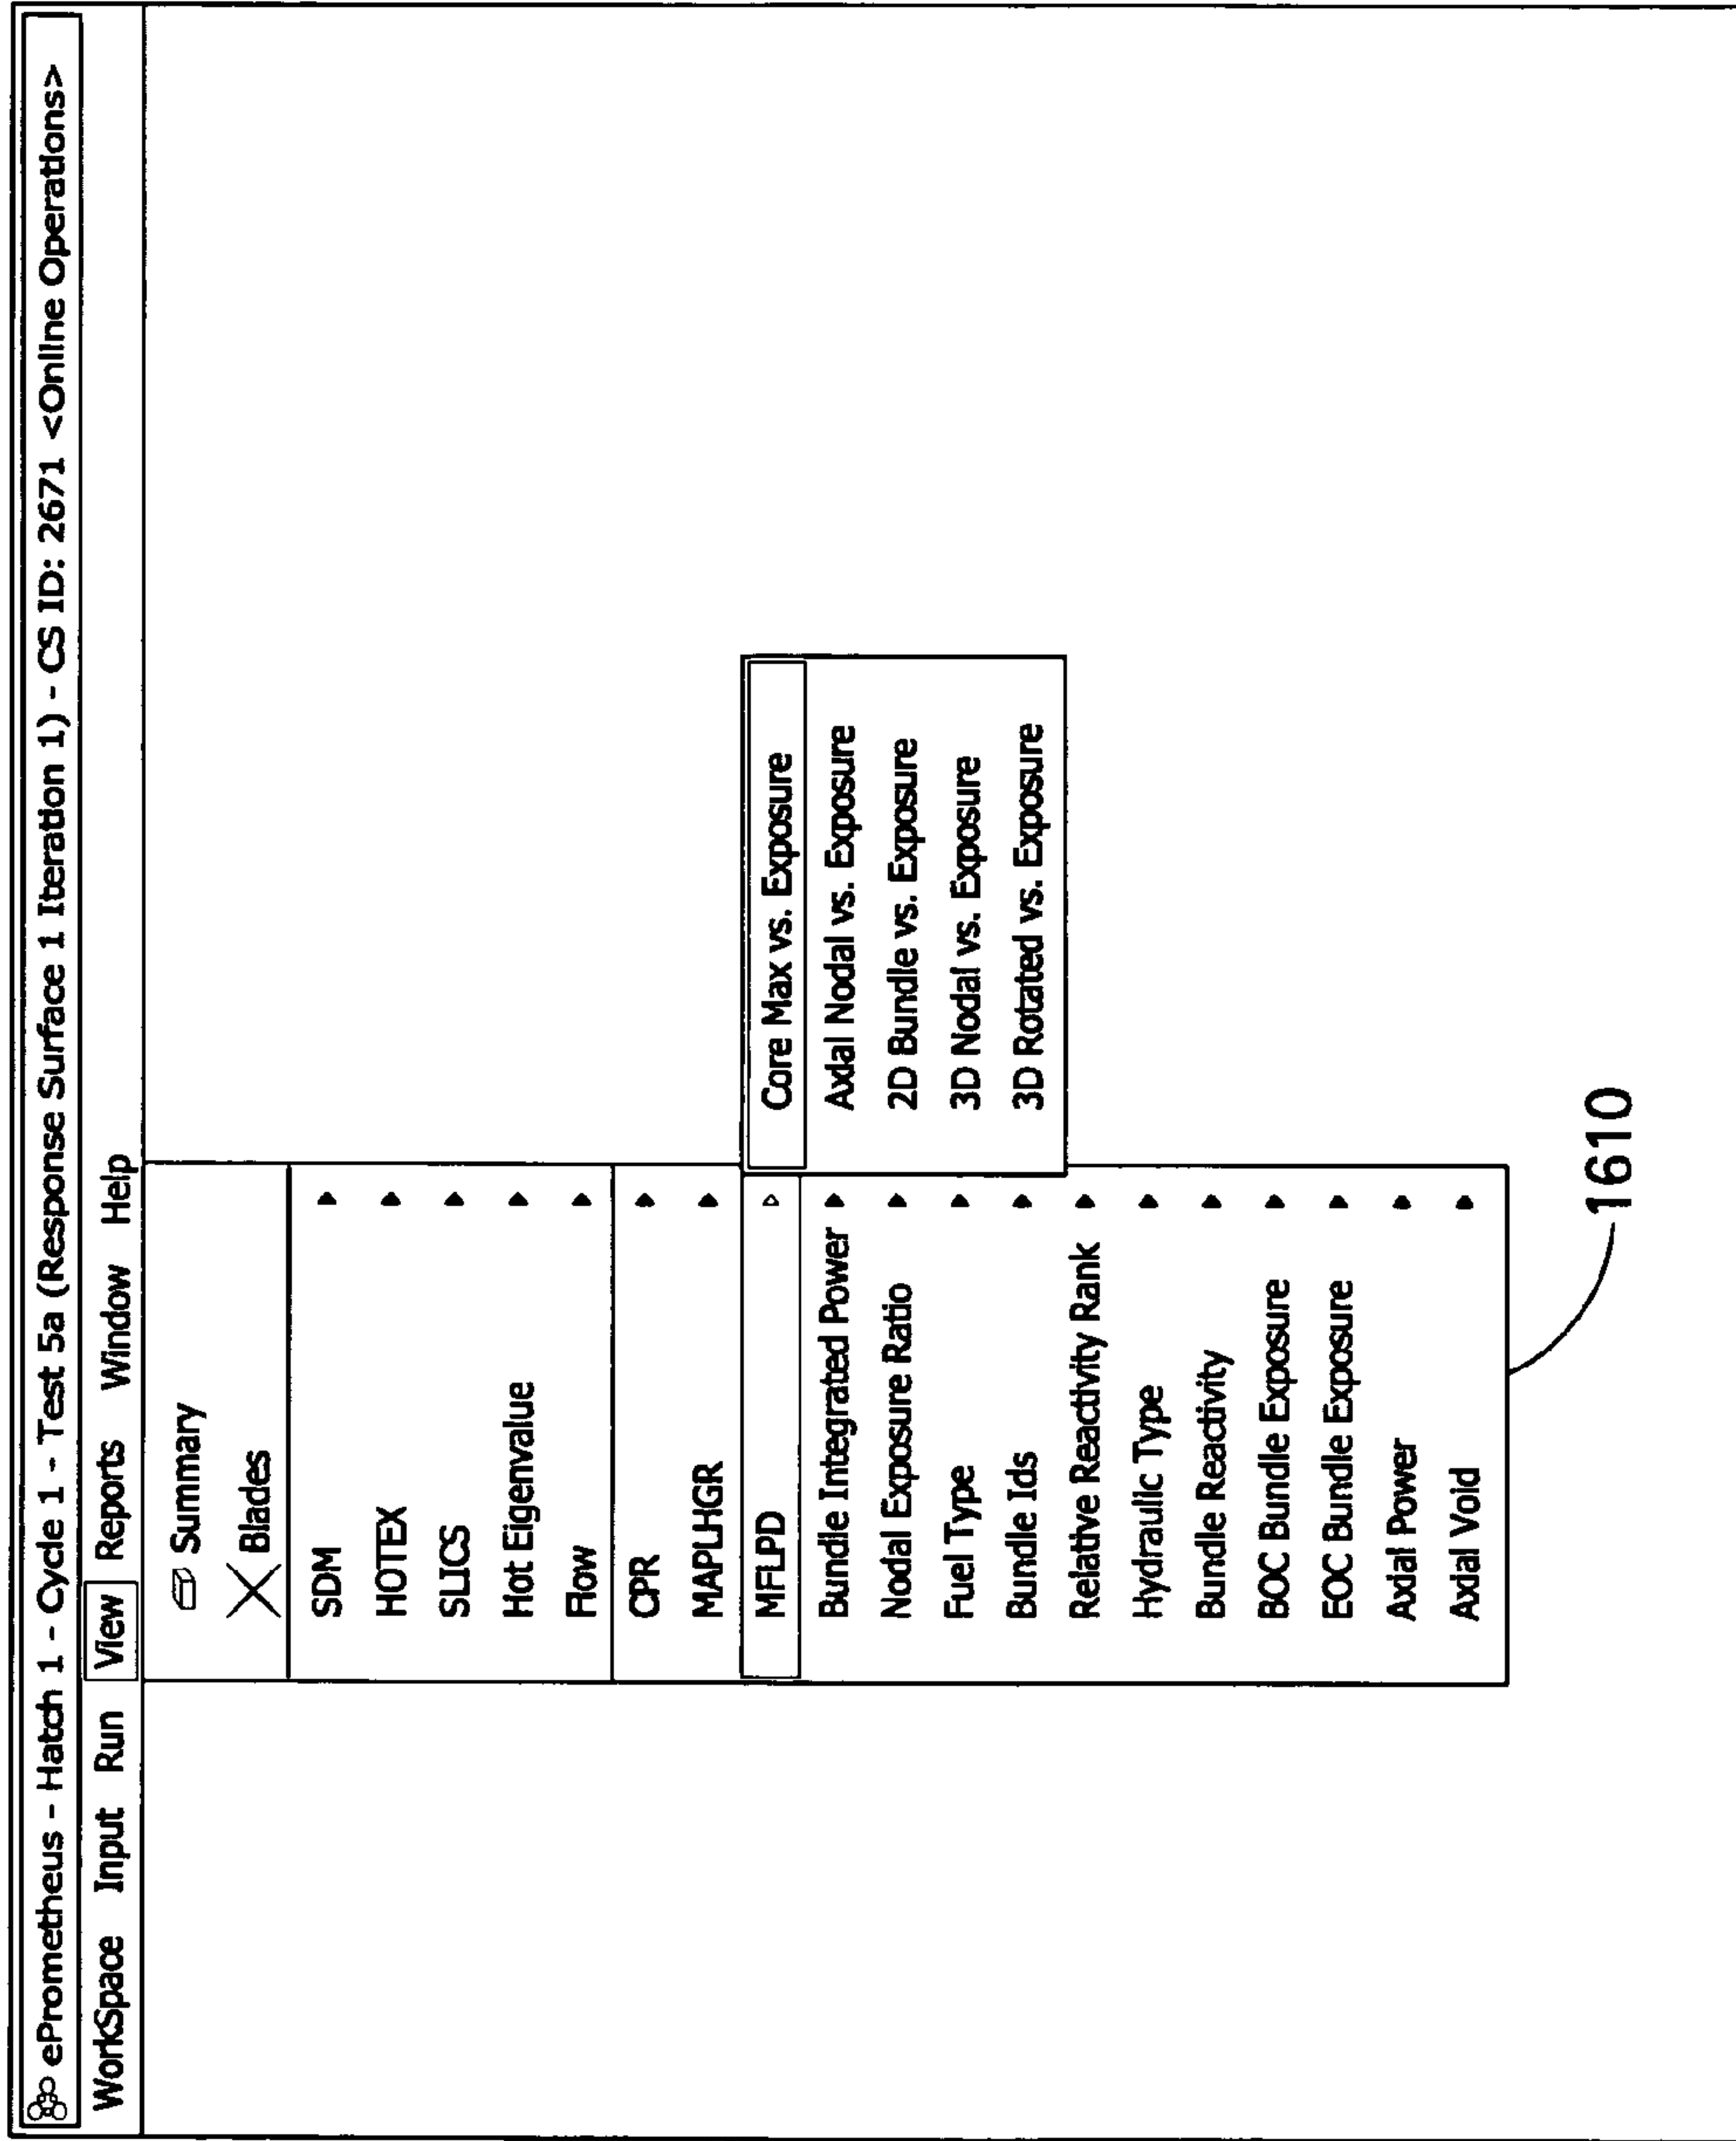 ePrometheus - Hatch 1 - Cycle 1 - Test 5a (Response Surface 1 Iteration 1) - CS ID: 2671 <Online Operations>
WorkSpace Input Run View Reports Window Help
Summary
Blades
SDM
HOTEX
SLICS
Hot Eigenvalue
Flow
CPR
MAPLHGR
MFLPD
Core Max vs. Exposure
Axial Nodal vs. Exposure
2D Bundle vs. Exposure
3D Nodal vs. Exposure
3D Rotated vs. Exposure
Bundle Integrated Power
Nodal Exposure Ratio
Fuel Type
Bundle Ids
Relative Reactivity Rank
Hydraulic Type
Bundle Reactivity
BOC Bundle Exposure
EOC Bundle Exposure
Axial Power
Axial Void
1610